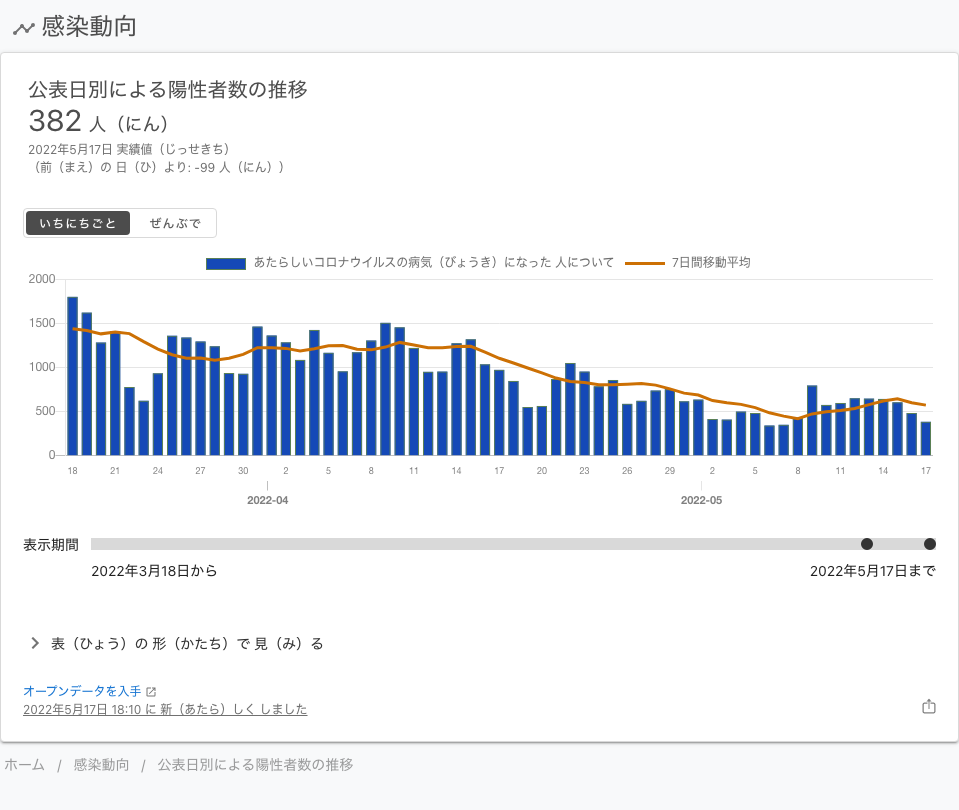 感染動向
公表日別による陽性者数の推移
382 人（にん）
2022年5月17日 実績値（じっせきち）
（前（まえ）の 日（ひ）より: -99 人（にん））
いちにちごと ぜんぶで
あたらしいコロナウイルスの病気（びょうき）になった 人について 7日間移動平均
2000
1500
1000
500
0
18 21 24 27 30 2 5 8 11 14 17 20 23 26 29 2 5 8 11 14 17
2022-04 2022-05
表示期間
2022年3月18日から 2022年5月17日まで
表（ひょう）の 形（かたち）で 見（み）る
オープンデータを入手
2022年5月17日 18:10 に 新（あたら）しく しました
ホーム / 感染動向 / 公表日別による陽性者数の推移